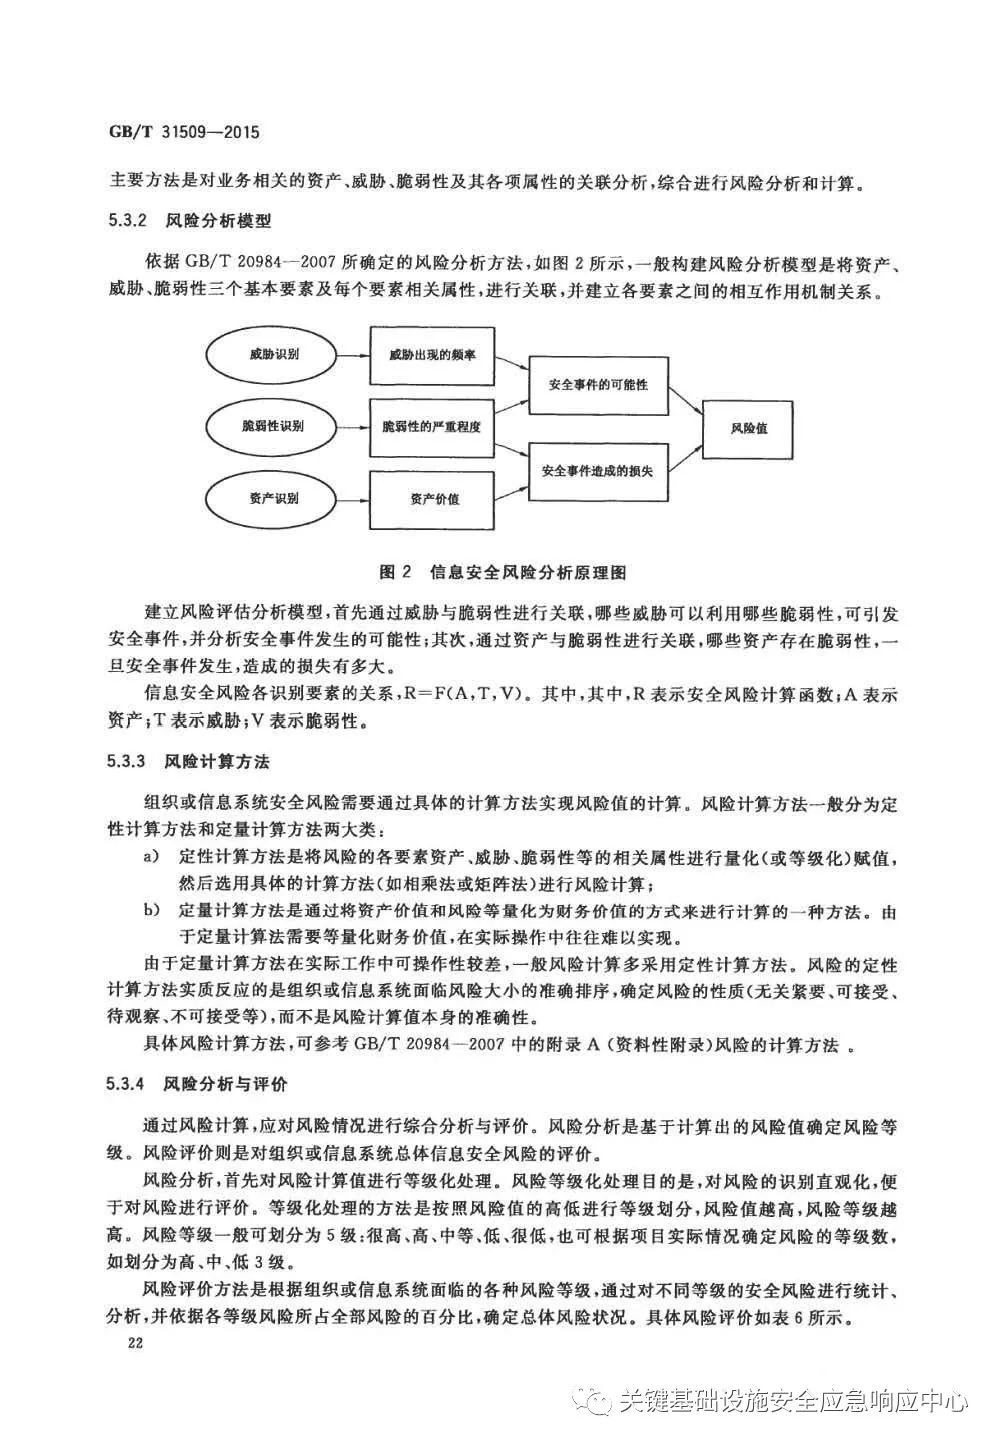 GB/T 31509—2015
主要方法是对业务相关的资产、威胁、脆弱性及其各项属性的关联分析,综合进行风险分析和计算。
5.3.2 风险分析模型
依据 GB/T 20984—2007 所确定的风险分析方法,如图 2 所示,一般构建风险分析模型是将资产、
威胁、脆弱性三个基本要素及每个要素相关属性,进行关联,并建立各要素之间的相互作用机制关系。
威胁识别
威胁出现的频率
安全事件的可能性
脆弱性识别
脆弱性的严重程度
风险值
安全事件造成的损失
资产识别
资产价值
图 2 信息安全风险分析原理图
建立风险评估分析模型,首先通过威胁与脆弱性进行关联,哪些威胁可以利用哪些脆弱性,可引发
安全事件,并分析安全事件发生的可能性;其次,通过资产与脆弱性进行关联,哪些资产存在脆弱性,一
旦安全事件发生,造成的损失有多大。
信息安全风险各识别要素的关系,R=F(A,T,V)。其中,其中,R 表示安全风险计算函数;A 表示
资产;T 表示威胁;V 表示脆弱性。
5.3.3 风险计算方法
组织或信息系统安全风险需要通过具体的计算方法实现风险值的计算。风险计算方法一般分为定
性计算方法和定量计算方法两大类:
a) 定性计算方法是将风险的各要素资产、威胁、脆弱性等的相关属性进行量化(或等级化)赋值,
然后选用具体的计算方法(如相乘法或矩阵法)进行风险计算;
b) 定量计算方法是通过将资产价值和风险等量化为财务价值的方式来进行计算的一种方法。由
于定量计算法需要等量化财务价值,在实际操作中往往难以实现。
由于定量计算方法在实际工作中可操作性较差,一般风险计算多采用定性计算方法。风险的定性
计算方法实质反应的是组织或信息系统面临风险大小的准确排序,确定风险的性质(无关紧要、可接受、
待观察、不可接受等),而不是风险计算值本身的准确性。
具体风险计算方法,可参考 GB/T 20984—2007 中的附录 A (资料性附录)风险的计算方法 。
5.3.4 风险分析与评价
通过风险计算,应对风险情况进行综合分析与评价。风险分析是基于计算出的风险值确定风险等
级。风险评价则是对组织或信息系统总体信息安全风险的评价。
风险分析,首先对风险计算值进行等级化处理。风险等级化处理目的是,对风险的识别直观化,便
于对风险进行评价。等级化处理的方法是按照风险值的高低进行等级划分,风险值越高,风险等级越
高。风险等级一般可划分为 5 级:很高、高、中等、低、很低,也可根据项目实际情况确定风险的等级数,
如划分为高、中、低 3 级。
风险评价方法是根据组织或信息系统面临的各种风险等级,通过对不同等级的安全风险进行统计、
分析,并依据各等级风险所占全部风险的百分比,确定总体风险状况。具体风险评价如表 6 所示。
22
关键基础设施安全应急响应中心